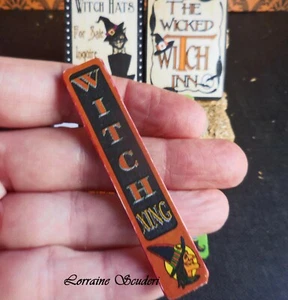 WITCH HATS
For Sale
Inquire
THE WICKED
WITCH
INN
WITCH
XING
Lorraine Scuderi